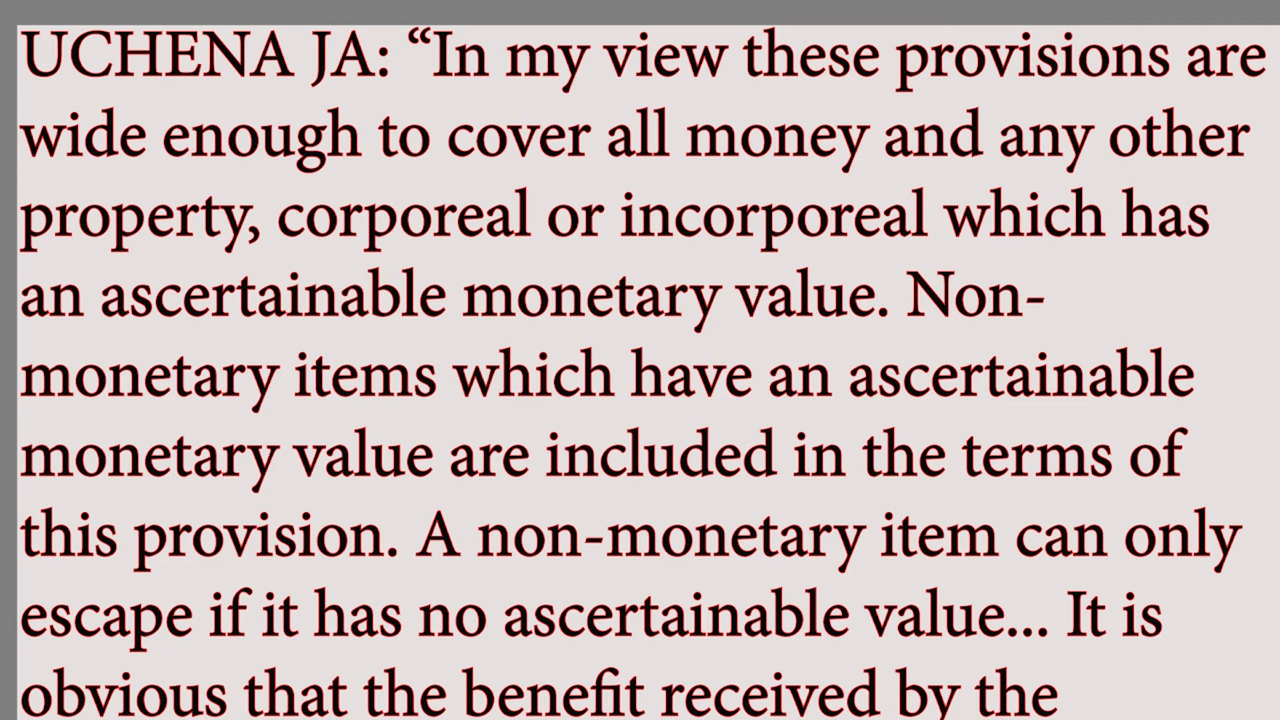 UCHENA JA: “In my view these provisions are
wide enough to cover all money and any other
property, corporeal or incorporeal which has
an ascertainable monetary value. Non-
monetary items which have an ascertainable
monetary value are included in the terms of
this provision. A non-monetary item can only
escape if it has no ascertainable value... It is
obvious that the benefit received by the